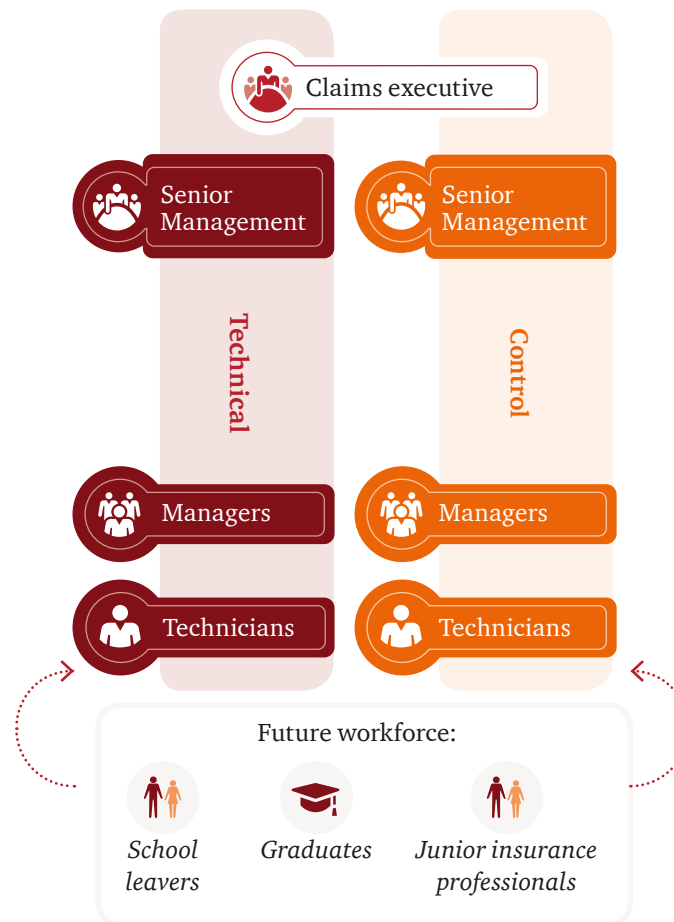 Claims executive
Senior
Management
Senior
Management
Technical
Control
Managers
Managers
Technicians
Technicians
Future workforce:
School
leavers
Graduates
Junior insurance
professionals